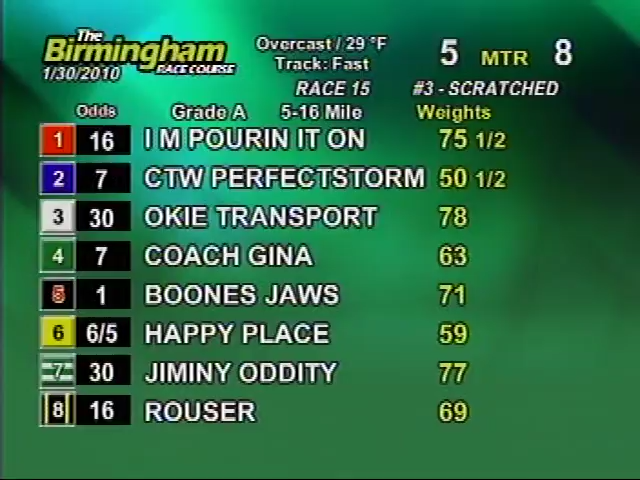 The
Birmingham
RACE COURSE
1/30/2010
Overcast / 29 °F
Track: Fast
5 MTR 8
RACE 15 #3 - SCRATCHED
Odds Grade A 5-16 Mile Weights
1 16 I M POURIN IT ON 75 1/2
2 7 CTW PERFECTSTORM 50 1/2
3 30 OKIE TRANSPORT 78
4 7 COACH GINA 63
5 1 BOONES JAWS 71
6 6/5 HAPPY PLACE 59
7 30 JIMINY ODDITY 77
8 16 ROUSER 69